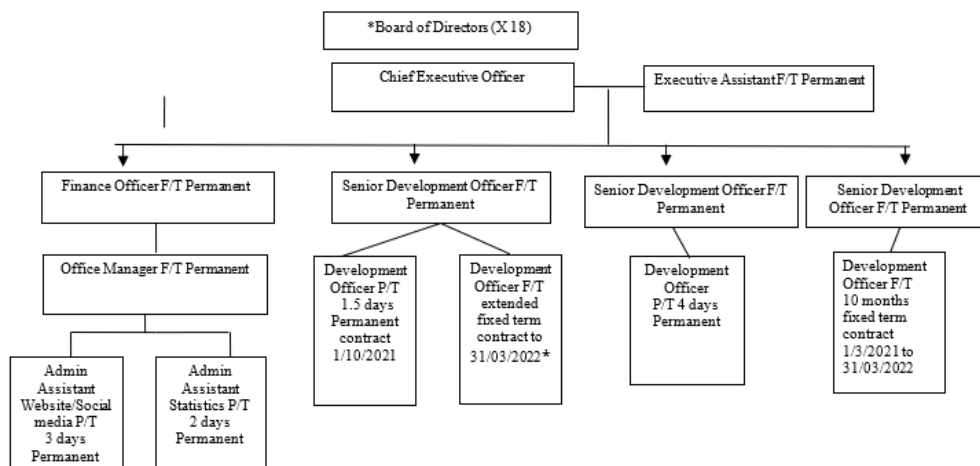 *Board of Directors (X 18)
Chief Executive Officer
Executive Assistant F/T Permanent
Finance Officer F/T Permanent
Senior Development Officer F/T
Permanent
Senior Development Officer F/T
Permanent
Senior Development
Officer F/T Permanent
Office Manager F/T Permanent
Development
Officer P/T
1.5 days
Permanent
contract
1/10/2021
Development
Officer F/T
extended
fixed term
contract to
31/03/2022*
Development
Officer
P/T 4 days
Permanent
Development
Officer F/T
10 months
fixed term
contract
1/3/2021 to
31/03/2022
Admin
Assistant
Website/Social
media P/T
3 days
Permanent
Admin
Assistant
Statistics P/T
2 days
Permanent